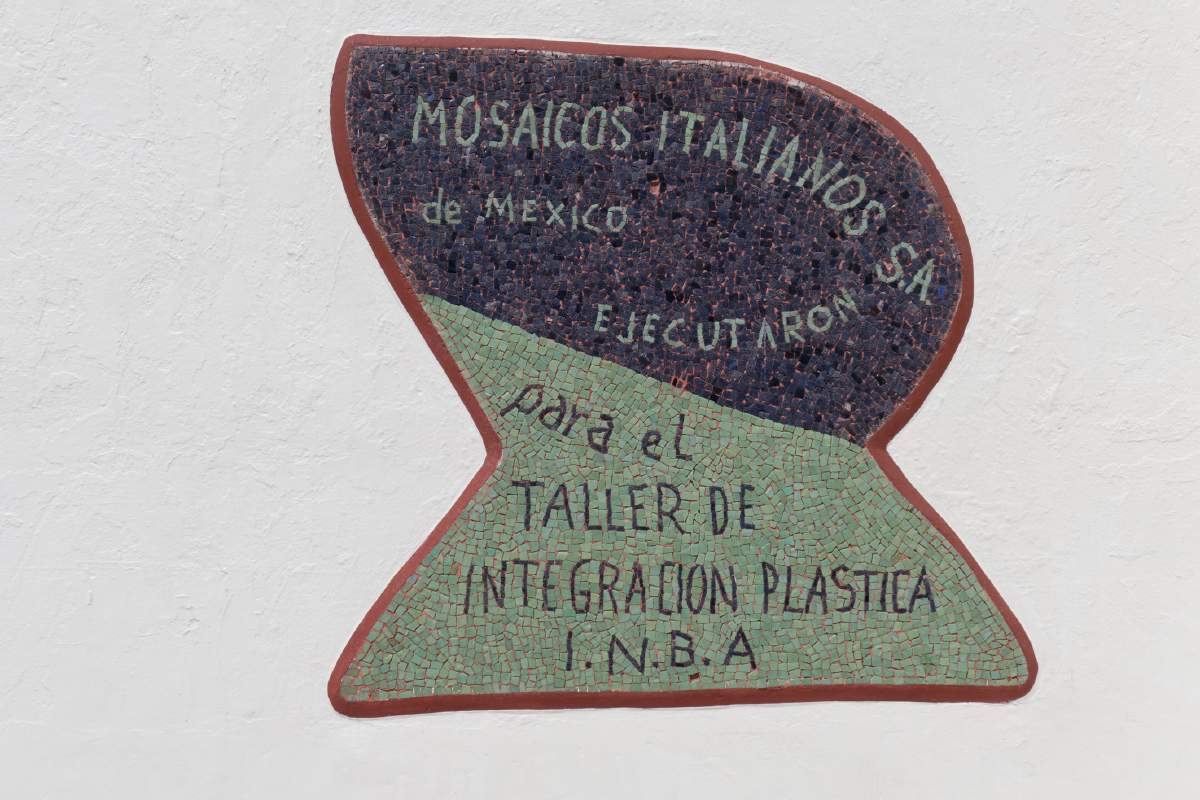 MOSAICOS ITALIANOS S.A
de MEXICO
EJECUTARON
para el
TALLER DE
INTEGRACION PLASTICA
I.N.B.A